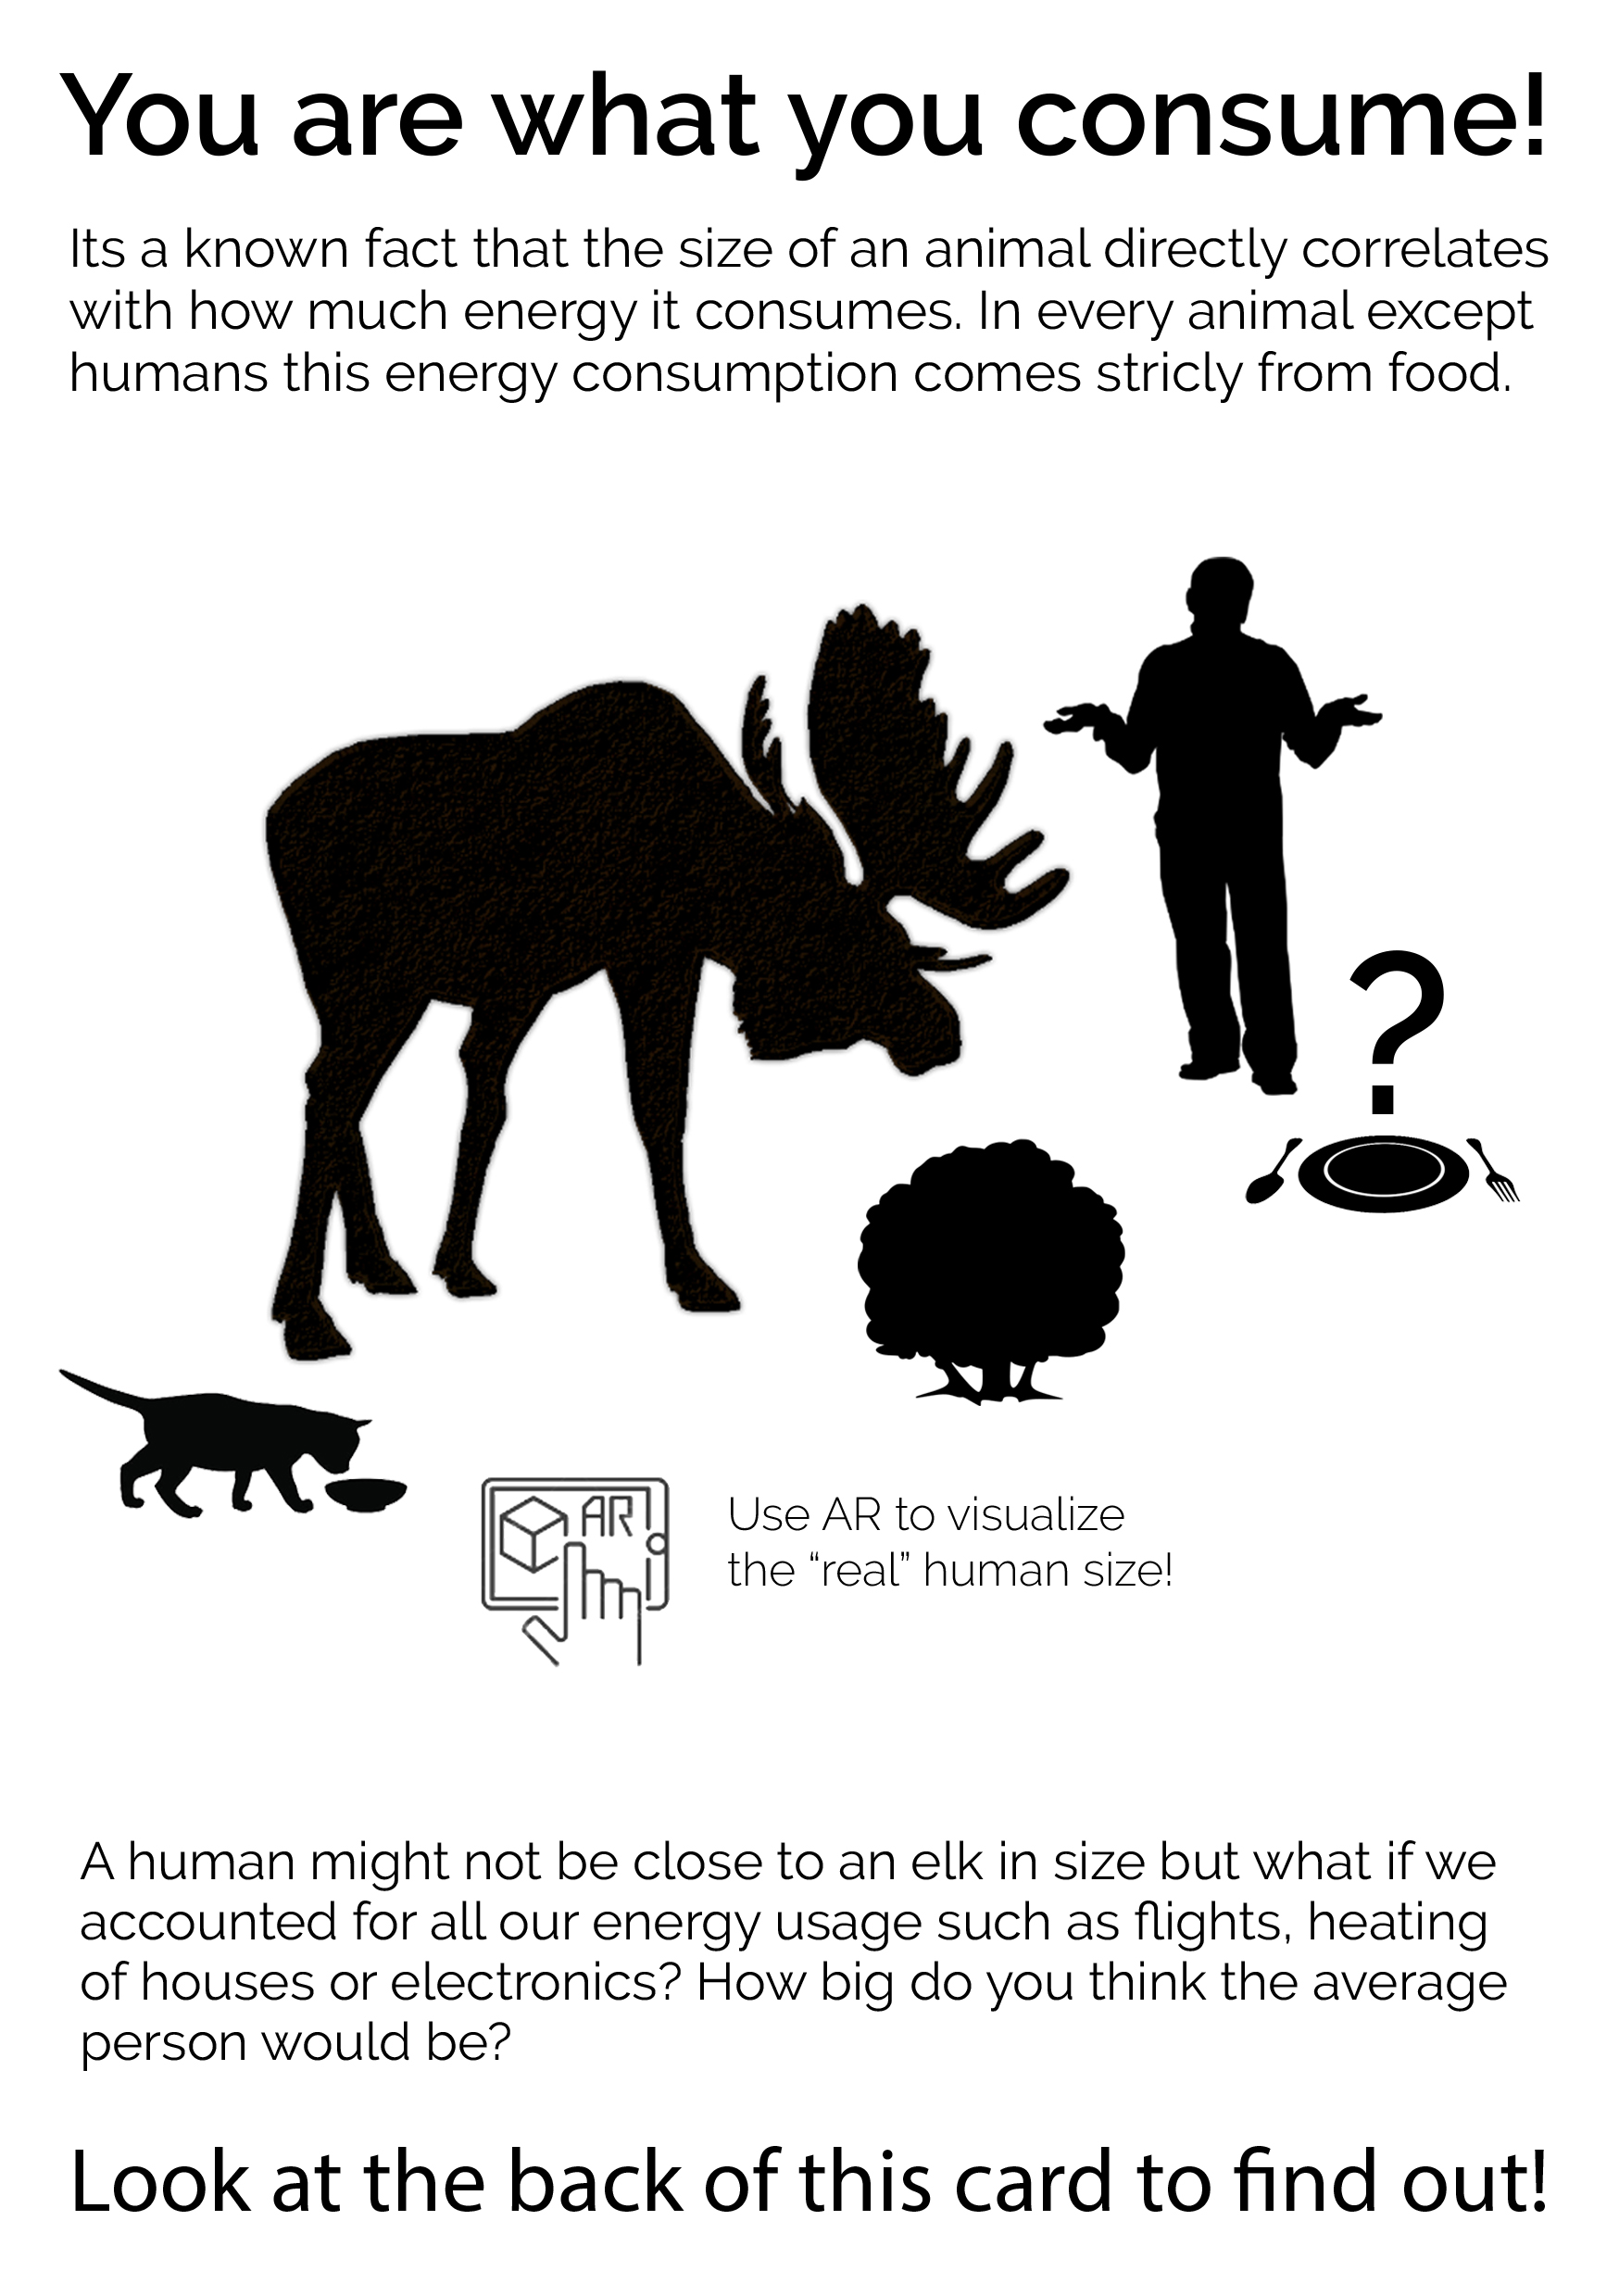 You are what you consume!
Its a known fact that the size of an animal directly correlates
with how much energy it consumes. In every animal except
humans this energy consumption comes stricly from food.
?
AR
Use AR to visualize
the “real” human size!
A human might not be close to an elk in size but what if we
accounted for all our energy usage such as flights, heating
of houses or electronics? How big do you think the average
person would be?
Look at the back of this card to find out!